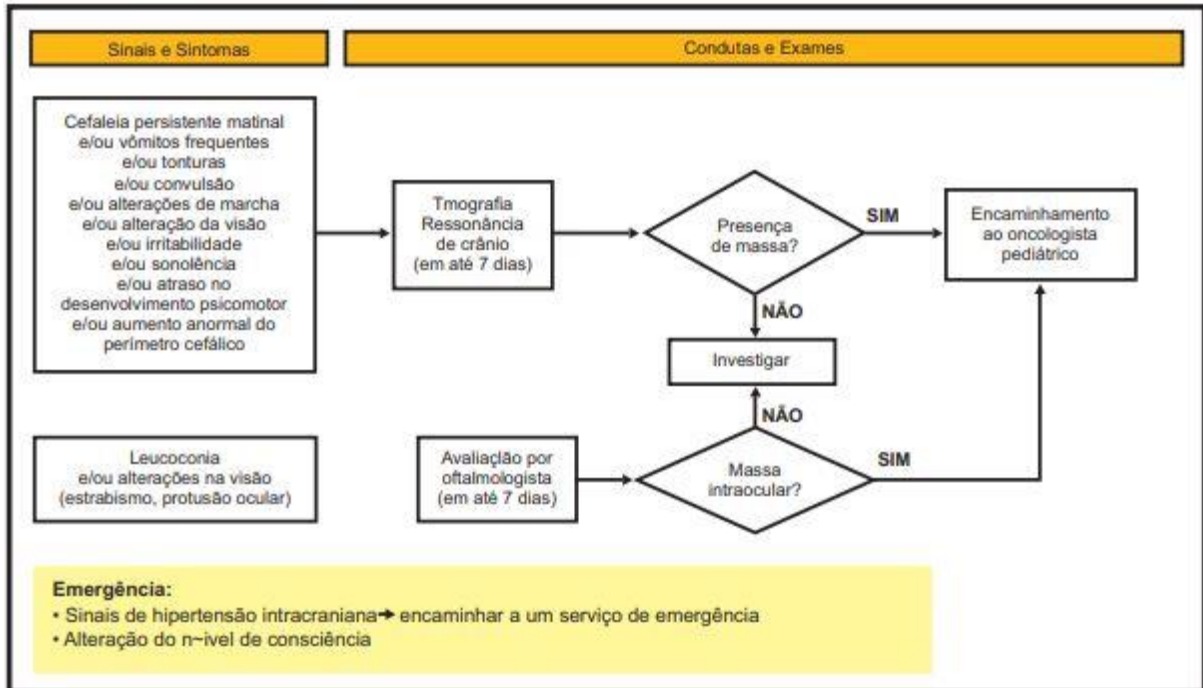 Sinais e Sintomas
Condutas e Exames
Cefaleia persistente matinal
e/ou vômitos frequentes
e/ou tonturas
e/ou convulsão
e/ou alterações de marcha
e/ou alteração da visão
e/ou irritabilidade
e/ou sonolência
e/ou atraso no
desenvolvimento psicomotor
e/ou aumento anormal do
perímetro cefálico
Tmografia
Ressonância
de crânio
(em até 7 dias)
Presença
de massa?
SIM
Encaminhamento
ao oncologista
pediátrico
NÃO
Investigar
NÃO
Leucoconia
e/ou alterações na visão
(estrabismo, protusão ocular)
Avaliaçlão por
oftalmologista
(em até 7 dias)
Massa
intraocular?
SIM
Emergência:
• Sinais de hipertensão intracraniana➔ encaminhar a um serviço de emergência
• Alteração do n~ivel de consciência